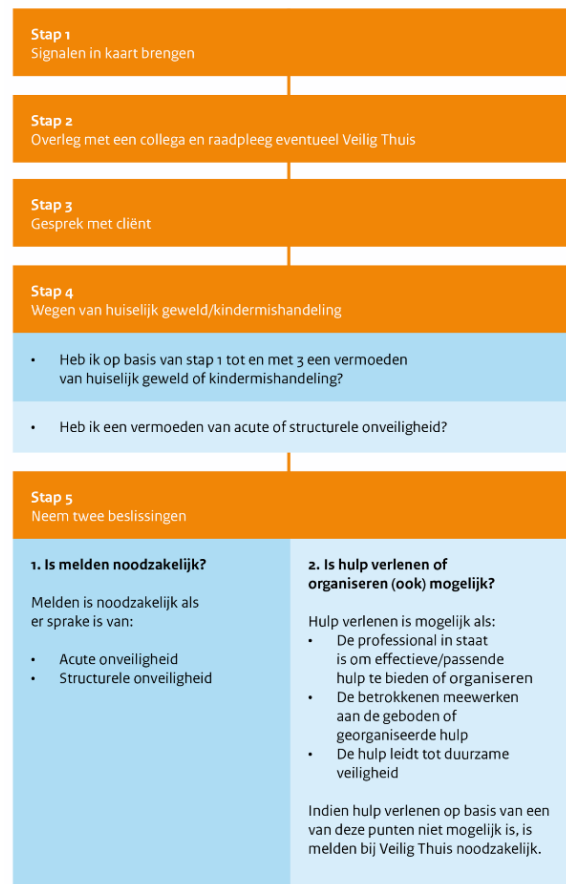 Stap 1
Signalen in kaart brengen
Stap 2
Overleg met een collega en raadpleeg eventueel Veilig Thuis
Stap 3
Gesprek met cliënt
Stap 4
Wegen van huiselijk geweld/kindermishandeling
• Heb ik op basis van stap 1 tot en met 3 een vermoeden
van huiselijk geweld of kindermishandeling?
• Heb ik een vermoeden van acute of structurele onveiligheid?
Stap 5
Neem twee beslissingen
1. Is melden noodzakelijk?
Melden is noodzakelijk als
er sprake is van:
• Acute onveiligheid
• Structurele onveiligheid
2. Is hulp verlenen of
organiseren (ook) mogelijk?
Hulp verlenen is mogelijk als:
• De professional in staat
is om effectieve/passende
hulp te bieden of organiseren
• De betrokkenen meewerken
aan de geboden of
georganiseerde hulp
• De hulp leidt tot duurzame
veiligheid
Indien hulp verlenen op basis van een
van deze punten niet mogelijk is, is
melden bij Veilig Thuis noodzakelijk.